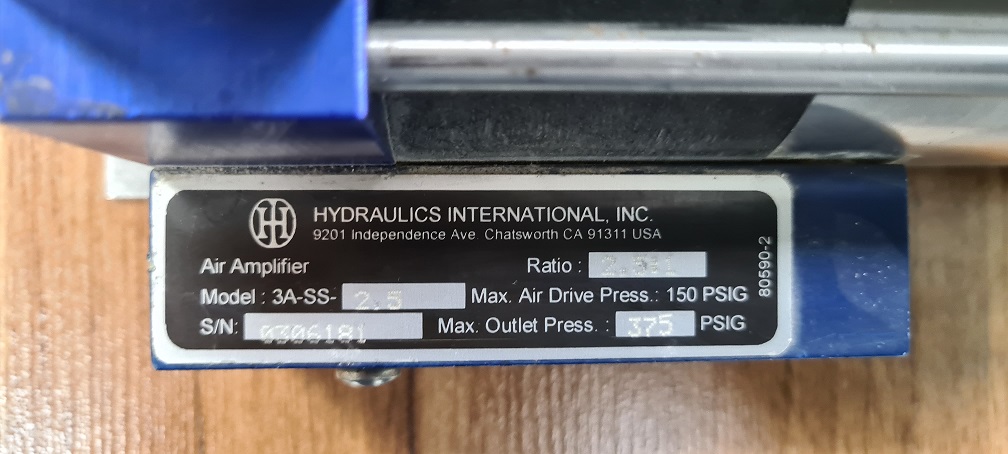 HYDRAULICS INTERNATIONAL, INC.
9201 Independence Ave. Chatsworth CA 91311 USA
Air Amplifier Ratio : 2.5:1
Model : 3A-SS- 2.5 Max. Air Drive Press.: 150 PSIG
S/N: 0306181 Max. Outlet Press. : 375 PSIG
80590-2